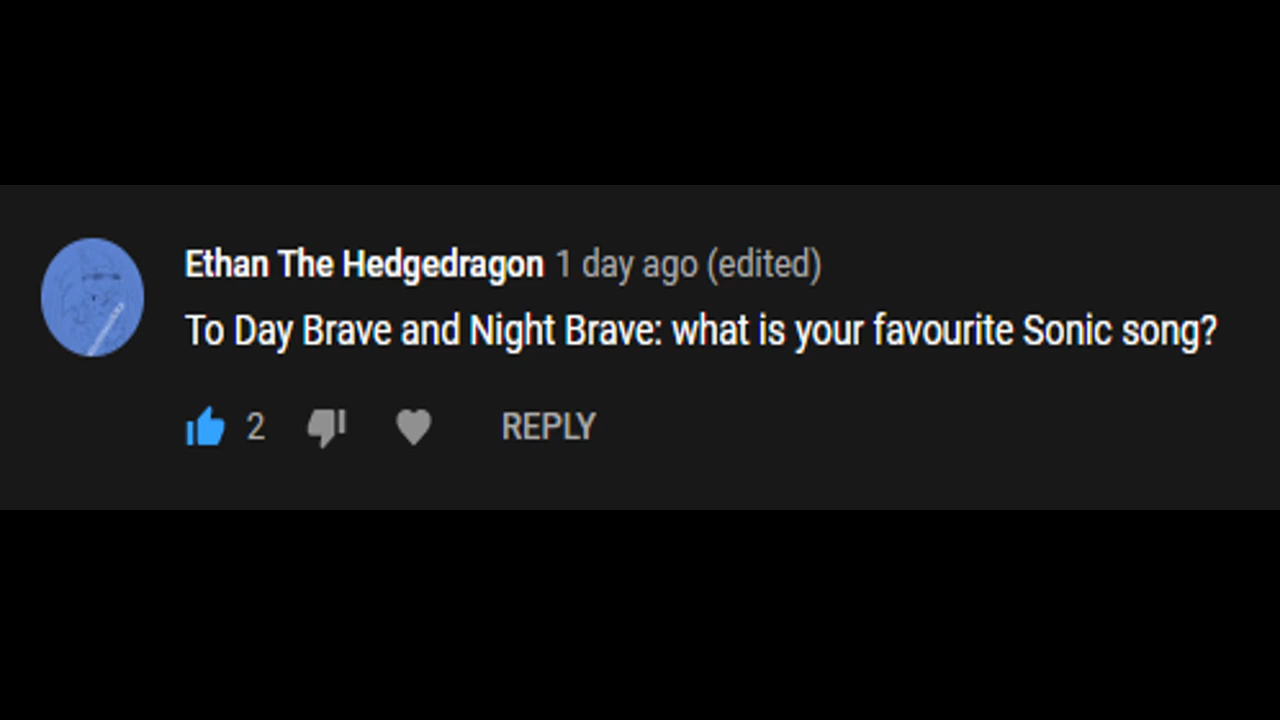 Ethan The Hedgedragon 1 day ago (edited)
To Day Brave and Night Brave: what is your favourite Sonic song?
2 REPLY